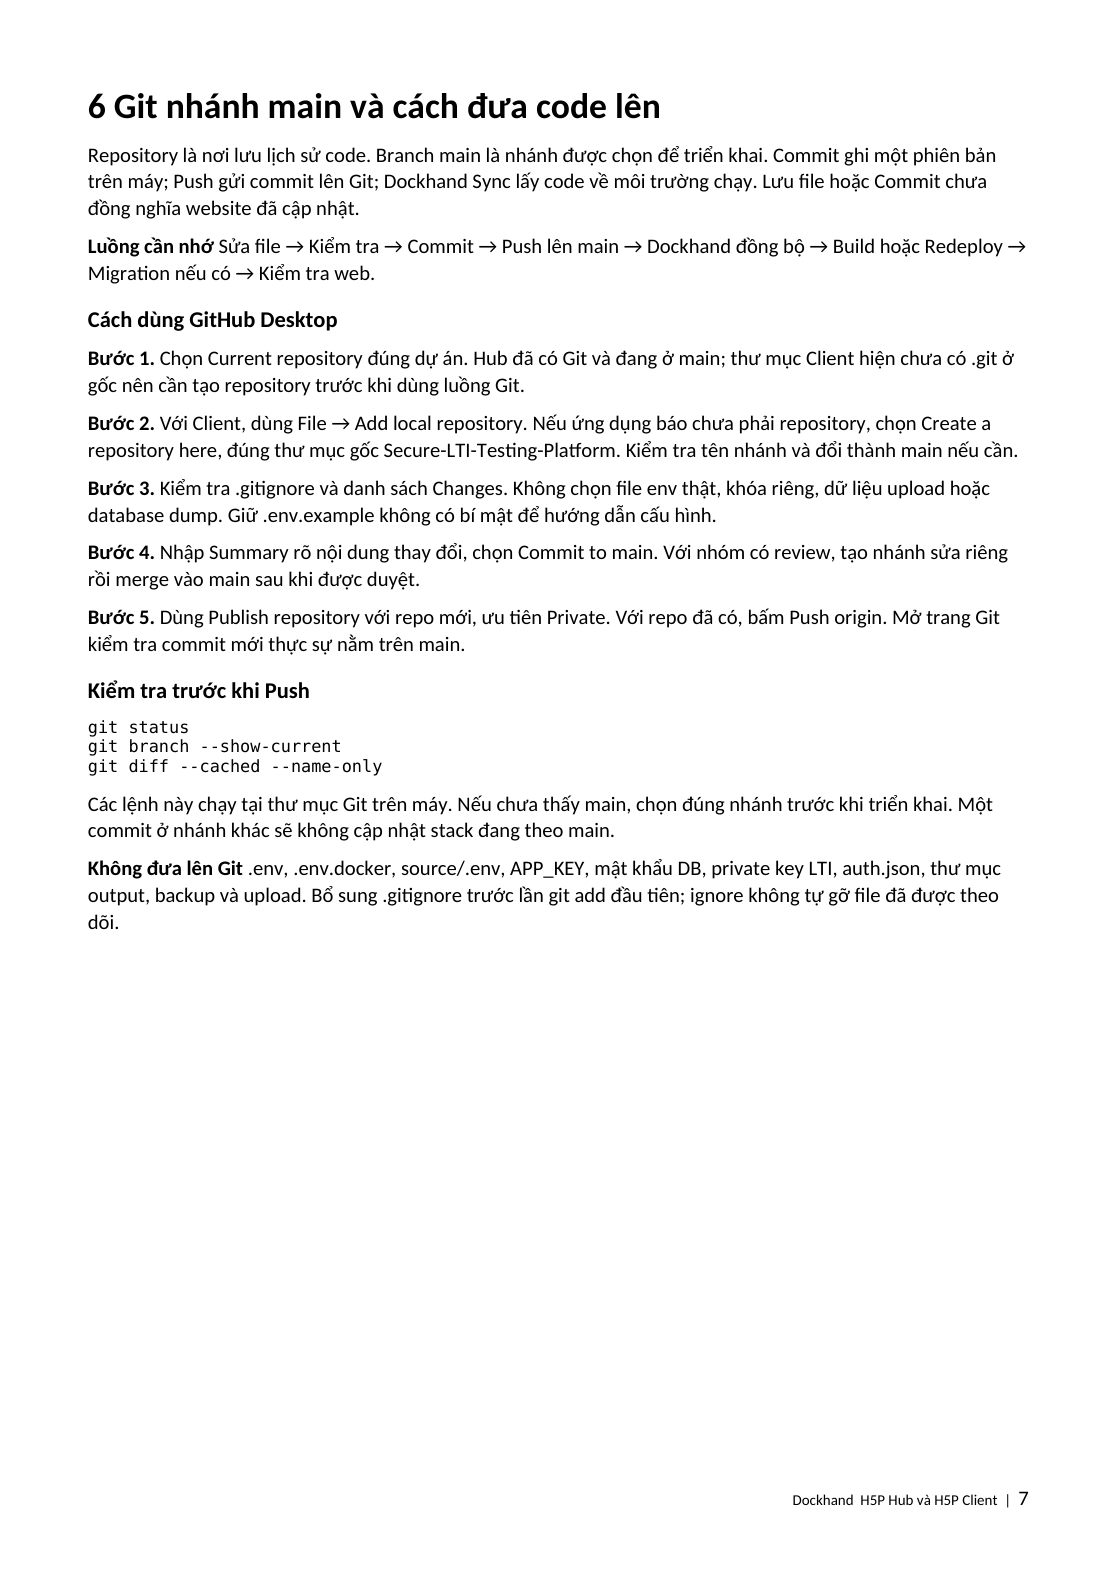 6 Git nhánh main và cách đưa code lên
Repository là nơi lưu lịch sử code. Branch main là nhánh được chọn để triển khai. Commit ghi một phiên bản
trên máy; Push gửi commit lên Git; Dockhand Sync lấy code về môi trường chạy. Lưu file hoặc Commit chưa
đồng nghĩa website đã cập nhật.
Luồng cần nhớ Sửa file → Kiểm tra → Commit → Push lên main → Dockhand đồng bộ → Build hoặc Redeploy →
Migration nếu có → Kiểm tra web.
Cách dùng GitHub Desktop
Bước 1. Chọn Current repository đúng dự án. Hub đã có Git và đang ở main; thư mục Client hiện chưa có .git ở
gốc nên cần tạo repository trước khi dùng luồng Git.
Bước 2. Với Client, dùng File → Add local repository. Nếu ứng dụng báo chưa phải repository, chọn Create a
repository here, đúng thư mục gốc Secure-LTI-Testing-Platform. Kiểm tra tên nhánh và đổi thành main nếu cần.
Bước 3. Kiểm tra .gitignore và danh sách Changes. Không chọn file env thật, khóa riêng, dữ liệu upload hoặc
database dump. Giữ .env.example không có bí mật để hướng dẫn cấu hình.
Bước 4. Nhập Summary rõ nội dung thay đổi, chọn Commit to main. Với nhóm có review, tạo nhánh sửa riêng
rồi merge vào main sau khi được duyệt.
Bước 5. Dùng Publish repository với repo mới, ưu tiên Private. Với repo đã có, bấm Push origin. Mở trang Git
kiểm tra commit mới thực sự nằm trên main.
Kiểm tra trước khi Push
git status
git branch --show-current
git diff --cached --name-only
Các lệnh này chạy tại thư mục Git trên máy. Nếu chưa thấy main, chọn đúng nhánh trước khi triển khai. Một
commit ở nhánh khác sẽ không cập nhật stack đang theo main.
Không đưa lên Git .env, .env.docker, source/.env, APP_KEY, mật khẩu DB, private key LTI, auth.json, thư mục
output, backup và upload. Bổ sung .gitignore trước lần git add đầu tiên; ignore không tự gỡ file đã được theo
dõi.
Dockhand H5P Hub và H5P Client | 7